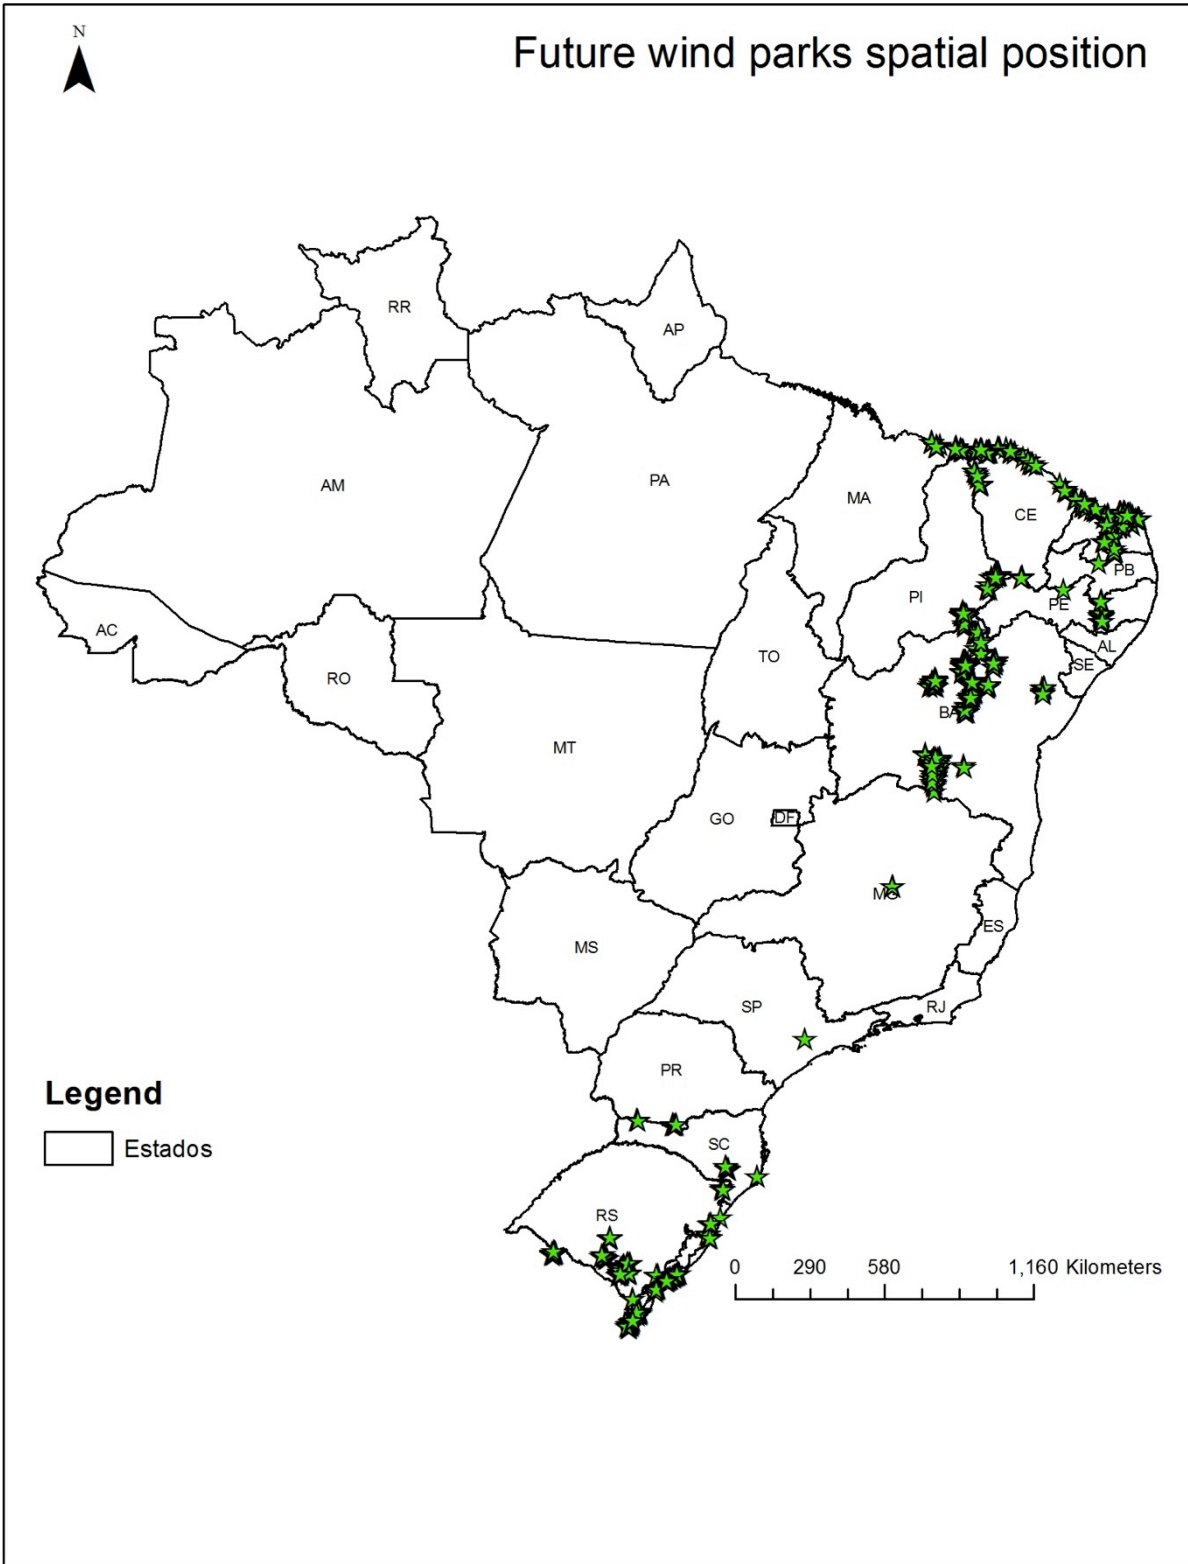 N
Future wind parks spatial position
RR
AP
AM
PA
MA
CE
PB
PI
PE
AC
AL
TO
SE
RO
BA
MT
GO
DF
MG
ES
MS
SP
RJ
PR
Legend
Estados
SC
RS
0 290 580 1,160 Kilometers